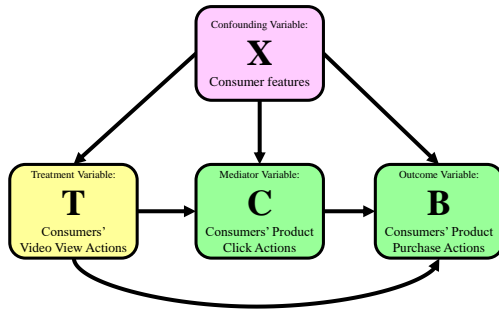 Confounding Variable:
X
Consumer features
Treatment Variable:
T
Consumers'
Video View Actions
Mediator Variable:
C
Consumers' Product
Click Actions
Outcome Variable:
B
Consumers' Product
Purchase Actions